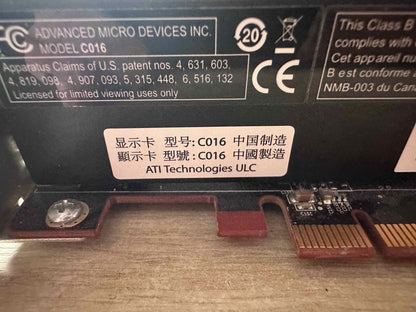 FC ADVANCED MICRO DEVICES INC.
MODEL C016
Apparatus Claims of U.S. patent nos. 4, 631, 603,
4, 819, 098, 4, 907, 093, 5, 315, 448, 6, 516, 132
Licensed for limited viewing uses only
20
CE
This Class B
complies with
Cet appareil nu
B est conforme
NMB-003 du Cana
显示卡 型号: C016 中国制造
顯示卡 型號: C016 中國製造
ATI Technologies ULC